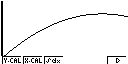 Y-CAL X-CAL ∫dx D